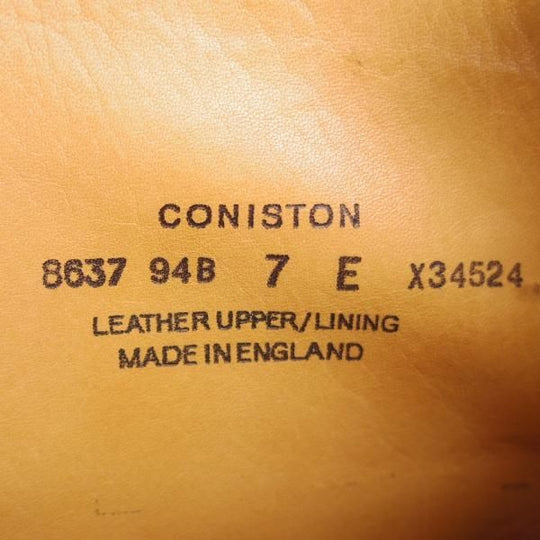 CONISTON
8637 94B 7 E X34524
LEATHER UPPER/LINING
MADE IN ENGLAND